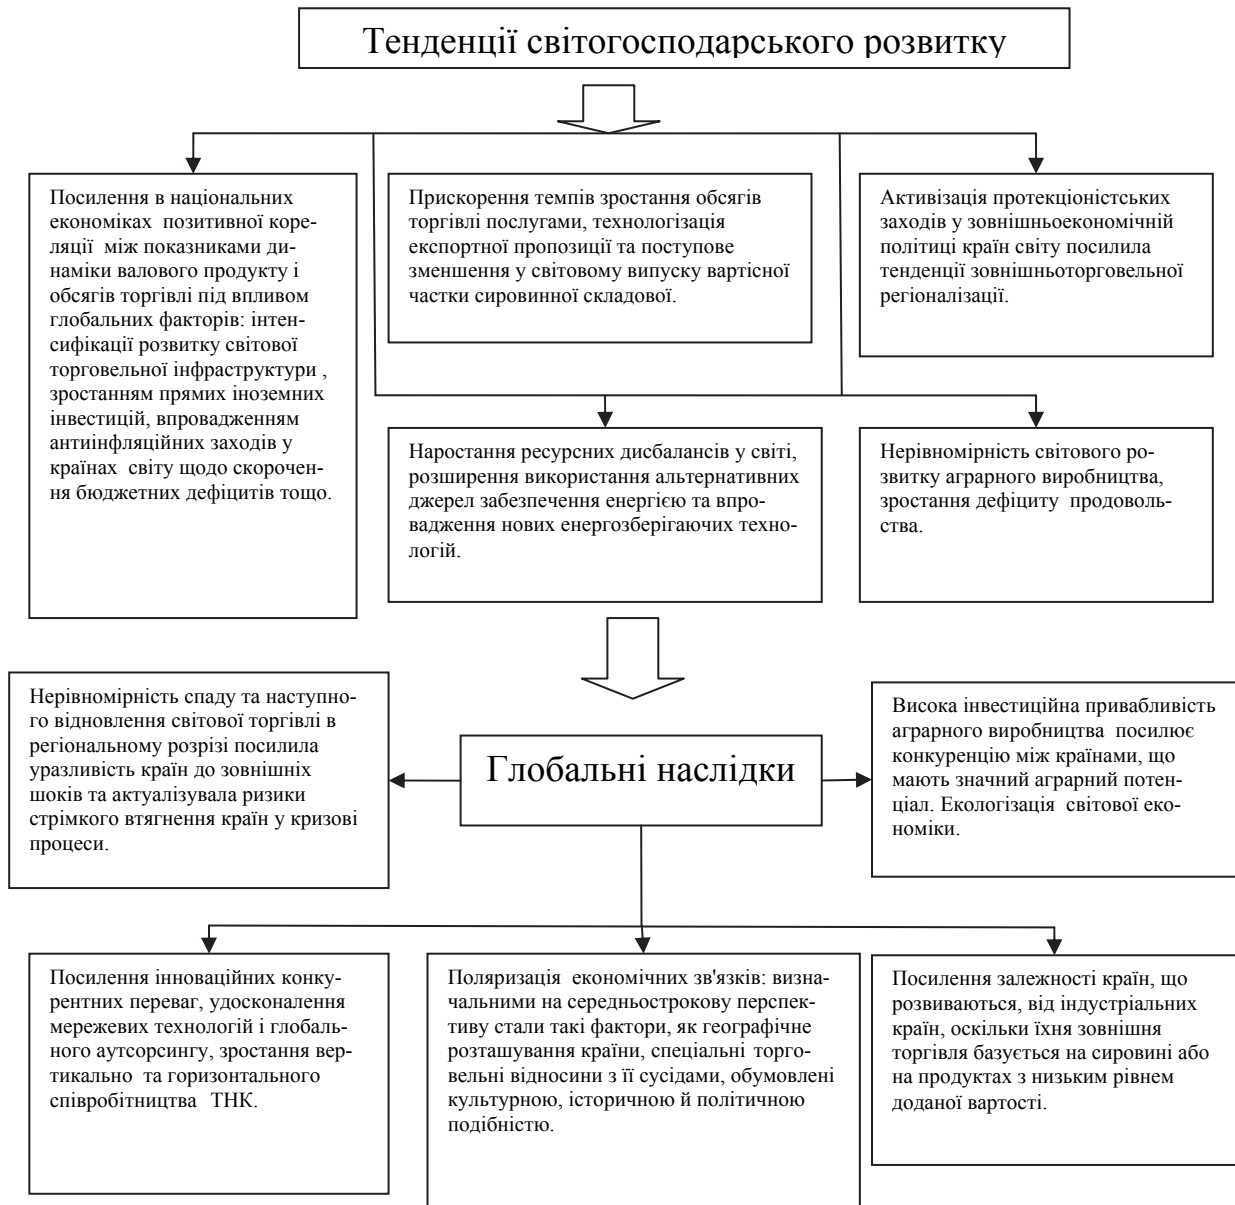 Тенденції світогосподарського розвитку
Посилення в національних
економіках позитивної коре-
ляції між показниками ди-
наміки валового продукту і
обсягів торгівлі під впливом
глобальних факторів: інтен-
сифікації розвитку світової
торговельної інфраструктури ,
зростанням прямих іноземних
інвестицій, впровадженням
антиінфляційних заходів у
країнах світу щодо скорочен-
ня бюджетних дефіцитів тощо.
Прискорення темпів зростання обсягів
торгівлі послугами, технологізація
експортної пропозиції та поступове
зменшення у світовому випуску вартісної
частки сировинної складової.
Активізація протекціоністських
заходів у зовнішньоекономічній
політиці країн світу посилила
тенденції зовнішньоторговельної
регіоналізації.
Наростання ресурсних дисбалансів у світі,
розширення використання альтернативних
джерел забезпечення енергією та впро-
вадження нових енергозберігаючих техно-
логій.
Нерівномірність світового ро-
звитку аграрного виробництва,
зростання дефіциту продоволь-
ства.
Нерівномірність спаду та наступно-
го відновлення світової торгівлі в
регіональному розрізі посилила
уразливість країн до зовнішніх
шоків та актуалізувала ризики
стрімкого втягнення країн у кризові
процеси.
Глобальні наслідки
Висока інвестиційна привабливість
аграрного виробництва посилює
конкуренцію між країнами, що
мають значний аграрний потен-
ціал. Екологізація світової еко-
номіки.
Посилення інноваційних конку-
рентних переваг, удосконалення
мережевих технологій і глобаль-
ного аутсорсингу, зростання вер-
тикально та горизонтального
співробітництва ТНК.
Поляризація економічних зв'язків: визна-
чальними на середньострокову перспек-
тиву стали такі фактори, як географічне
розташування країни, спеціальні торго-
вельні відносини з її сусідами, обумовлені
культурною, історичною й політичною
подібністю.
Посилення залежності країн, що
розвиваються, від індустріальних
країн, оскільки їхня зовнішня
торгівля базується на сировині або
на продуктах з низьким рівнем
доданої вартості.